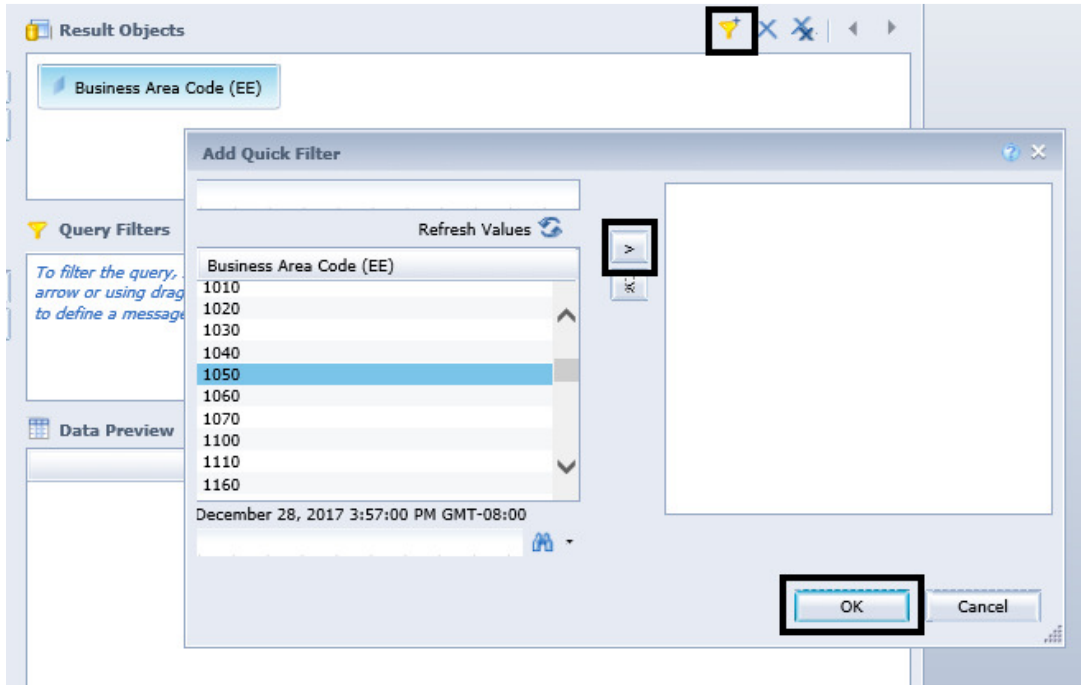 Result Objects
Business Area Code (EE)
Add Quick Filter
Refresh Values
Query Filters
Business Area Code (EE)
>
<
To filter the query,
arrow or using drag
to define a message
1010
1020
1030
1040
1050
1060
1070
1100
1110
1160
Data Preview
December 28, 2017 3:57:00 PM GMT-08:00
OK
Cancel